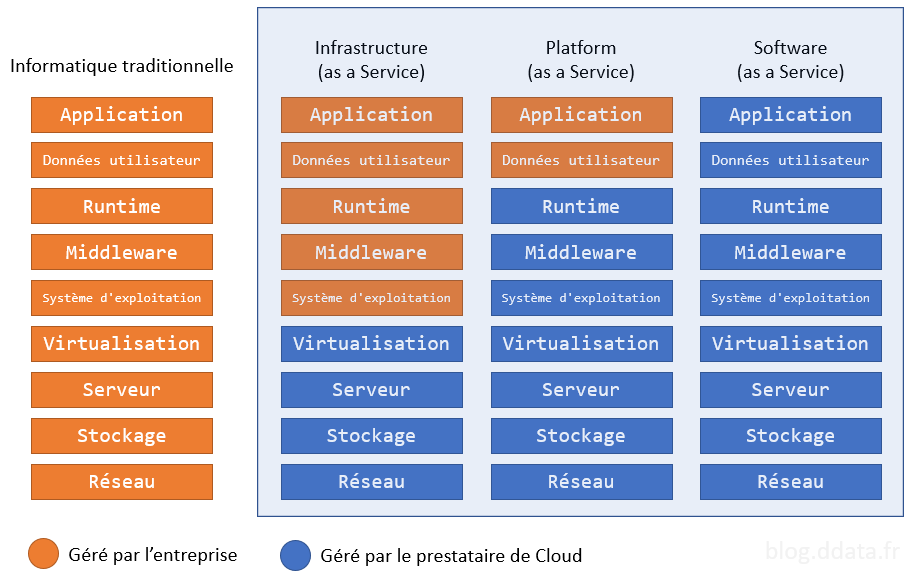 Informatique traditionnelle
Infrastructure
(as a Service)
Platform
(as a Service)
Software
(as a Service)
Application
Application
Application
Application
Données utilisateur
Données utilisateur
Données utilisateur
Données utilisateur
Runtime
Runtime
Runtime
Runtime
Middleware
Middleware
Middleware
Middleware
Système d'exploitation
Système d'exploitation
Système d'exploitation
Système d'exploitation
Virtualisation
Virtualisation
Virtualisation
Virtualisation
Serveur
Serveur
Serveur
Serveur
Stockage
Stockage
Stockage
Stockage
Réseau
Réseau
Réseau
Réseau
Géré par l’entreprise
Géré par le prestataire de Cloud
blog.ddata.fr